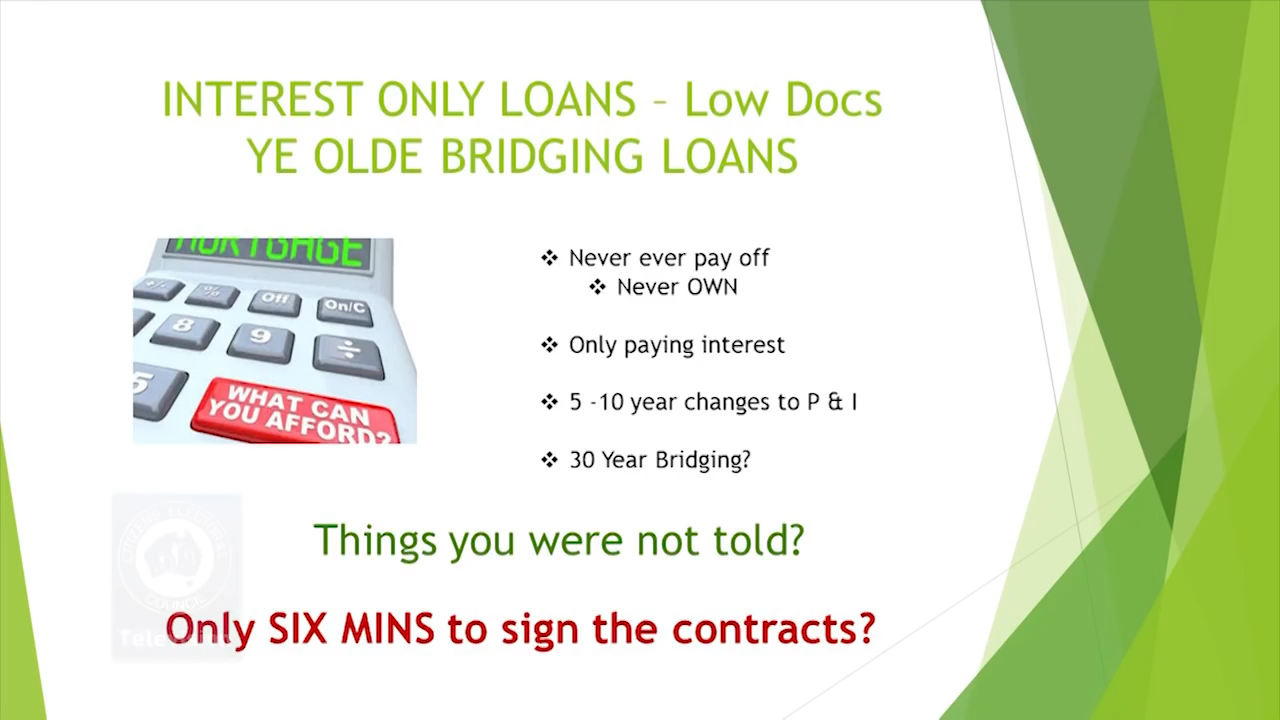 INTEREST ONLY LOANS – Low Docs
YE OLDE BRIDGING LOANS
MORTGAGE
+/-
%
Off
On/C
8
9
÷
5
WHAT CAN
YOU AFFORD?
❖ Never ever pay off
❖ Never OWN
❖ Only paying interest
❖ 5 -10 year changes to P & I
❖ 30 Year Bridging?
Things you were not told?
COUNCIL
Only SIX MINS to sign the contracts?